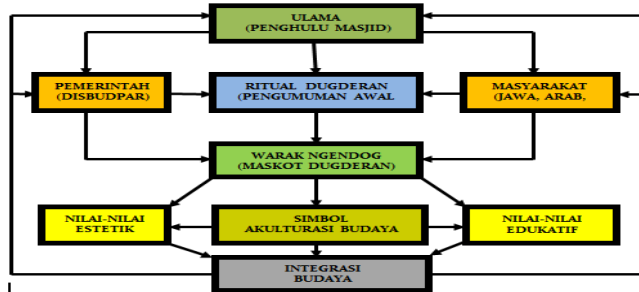 ULAMA
(PENGHULU MASJID)
PEMERINTAH
(DISBUDPAR)
RITUAL DUGDERAN
(PENGUMUMAN AWAL
MASYARAKAT
(JAWA, ARAB,
WARAK NGENDOG
(MASKOT DUGDERAN)
NILAI-NILAI
ESTETIK
SIMBOL
AKULTURASI BUDAYA
NILAI-NILAI
EDUKATIF
INTEGRASI
BUDAYA